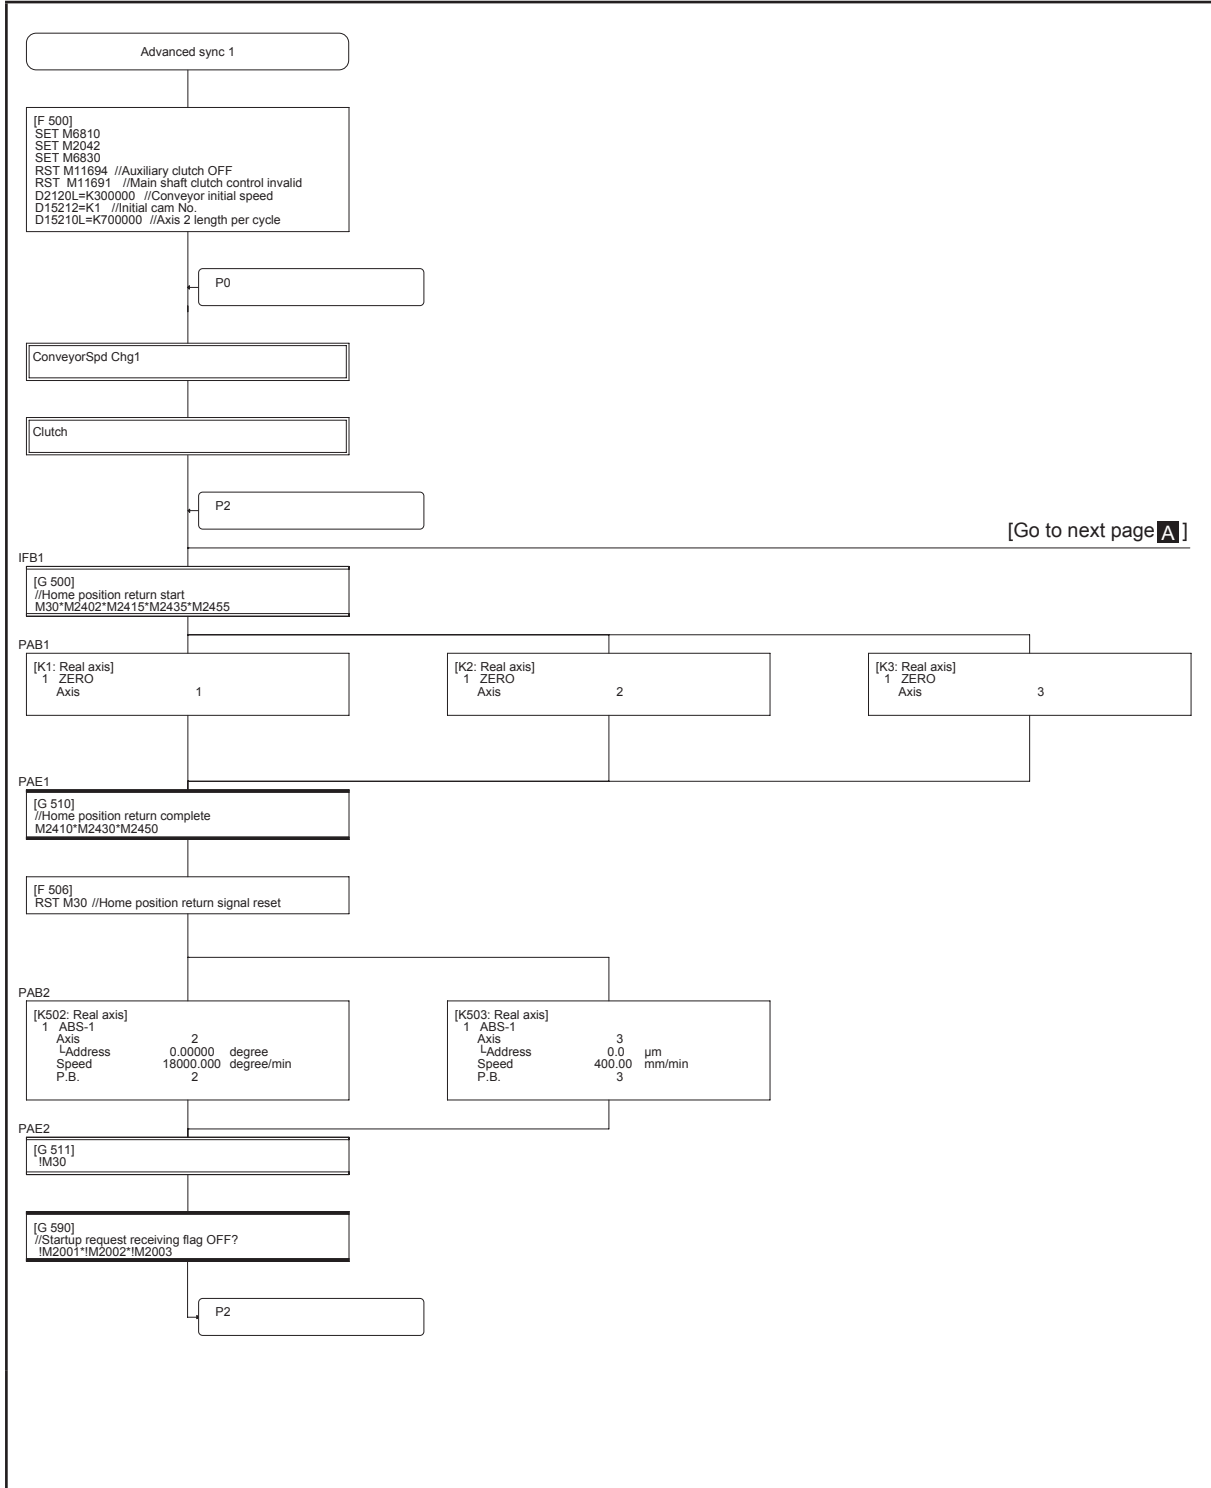 Advanced sync 1
[F 500]
SET M6810
SET M2042
SET M6830
RST M11694 //Auxiliary clutch OFF
RST M11691 //Main shaft clutch control invalid
D2120L=K300000 //Conveyor initial speed
D15212=K1 //Initial cam No.
D15210L=K700000 //Axis 2 length per cycle
P0
ConveyorSpd Chg1
Clutch
P2
[Go to next page A ]
IFB1
[G 500]
//Home position return start
M30*M2402*M2415*M2435*M2455
PAB1
[K1: Real axis]
1 ZERO
Axis 1
[K2: Real axis]
1 ZERO
Axis 2
[K3: Real axis]
1 ZERO
Axis 3
PAE1
[G 510]
//Home position return complete
M2410*M2430*M2450
[F 506]
RST M30 //Home position return signal reset
PAB2
[K502: Real axis]
1 ABS-1
Axis 2
└Address 0.00000 degree
Speed 18000.000 degree/min
P.B. 2
[K503: Real axis]
1 ABS-1
Axis 3
└Address 0.0 µm
Speed 400.00 mm/min
P.B. 3
PAE2
[G 511]
!M30
[G 590]
//Startup request receiving flag OFF?
!M2001*!M2002*!M2003
P2